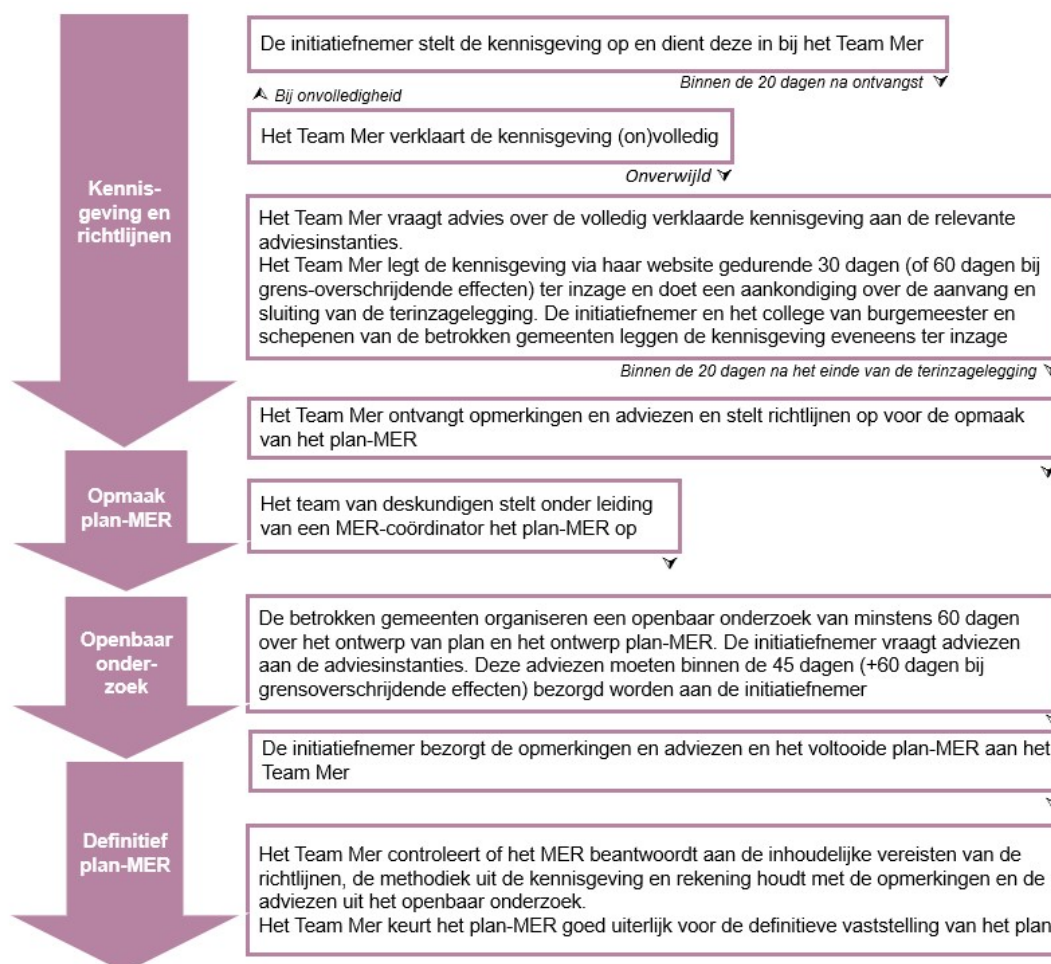 De initiatiefnemer stelt de kennisgeving op en dient deze in bij het Team Mer
Binnen de 20 dagen na ontvangst
Bij onvolledigheid
Het Team Mer verklaart de kennisgeving (on)volledig
Onverwijld
Kennis-
geving en
richtlijnen
Het Team Mer vraagt advies over de volledig verklaarde kennisgeving aan de relevante
adviesinstanties.
Het Team Mer legt de kennisgeving via haar website gedurende 30 dagen (of 60 dagen bij
grens-overschrijdende effecten) ter inzage en doet een aankondiging over de aanvang en
sluiting van de terinzagelegging. De initiatiefnemer en het college van burgemeester en
schepenen van de betrokken gemeenten leggen de kennisgeving eveneens ter inzage
Binnen de 20 dagen na het einde van de terinzagelegging
Het Team Mer ontvangt opmerkingen en adviezen en stelt richtlijnen op voor de opmaak
van het plan-MER
Opmaak
plan-MER
Het team van deskundigen stelt onder leiding
van een MER-coördinator het plan-MER op
Openbaar
onder-
zoek
De betrokken gemeenten organiseren een openbaar onderzoek van minstens 60 dagen
over het ontwerp van plan en het ontwerp plan-MER. De initiatiefnemer vraagt adviezen
aan de adviesinstanties. Deze adviezen moeten binnen de 45 dagen (+60 dagen bij
grensoverschrijdende effecten) bezorgd worden aan de initiatiefnemer
De initiatiefnemer bezorgt de opmerkingen en adviezen en het voltooide plan-MER aan het
Team Mer
Definitief
plan-MER
Het Team Mer controleert of het MER beantwoordt aan de inhoudelijke vereisten van de
richtlijnen, de methodiek uit de kennisgeving en rekening houdt met de opmerkingen en de
adviezen uit het openbaar onderzoek.
Het Team Mer keurt het plan-MER goed uiterlijk voor de definitieve vaststelling van het plan